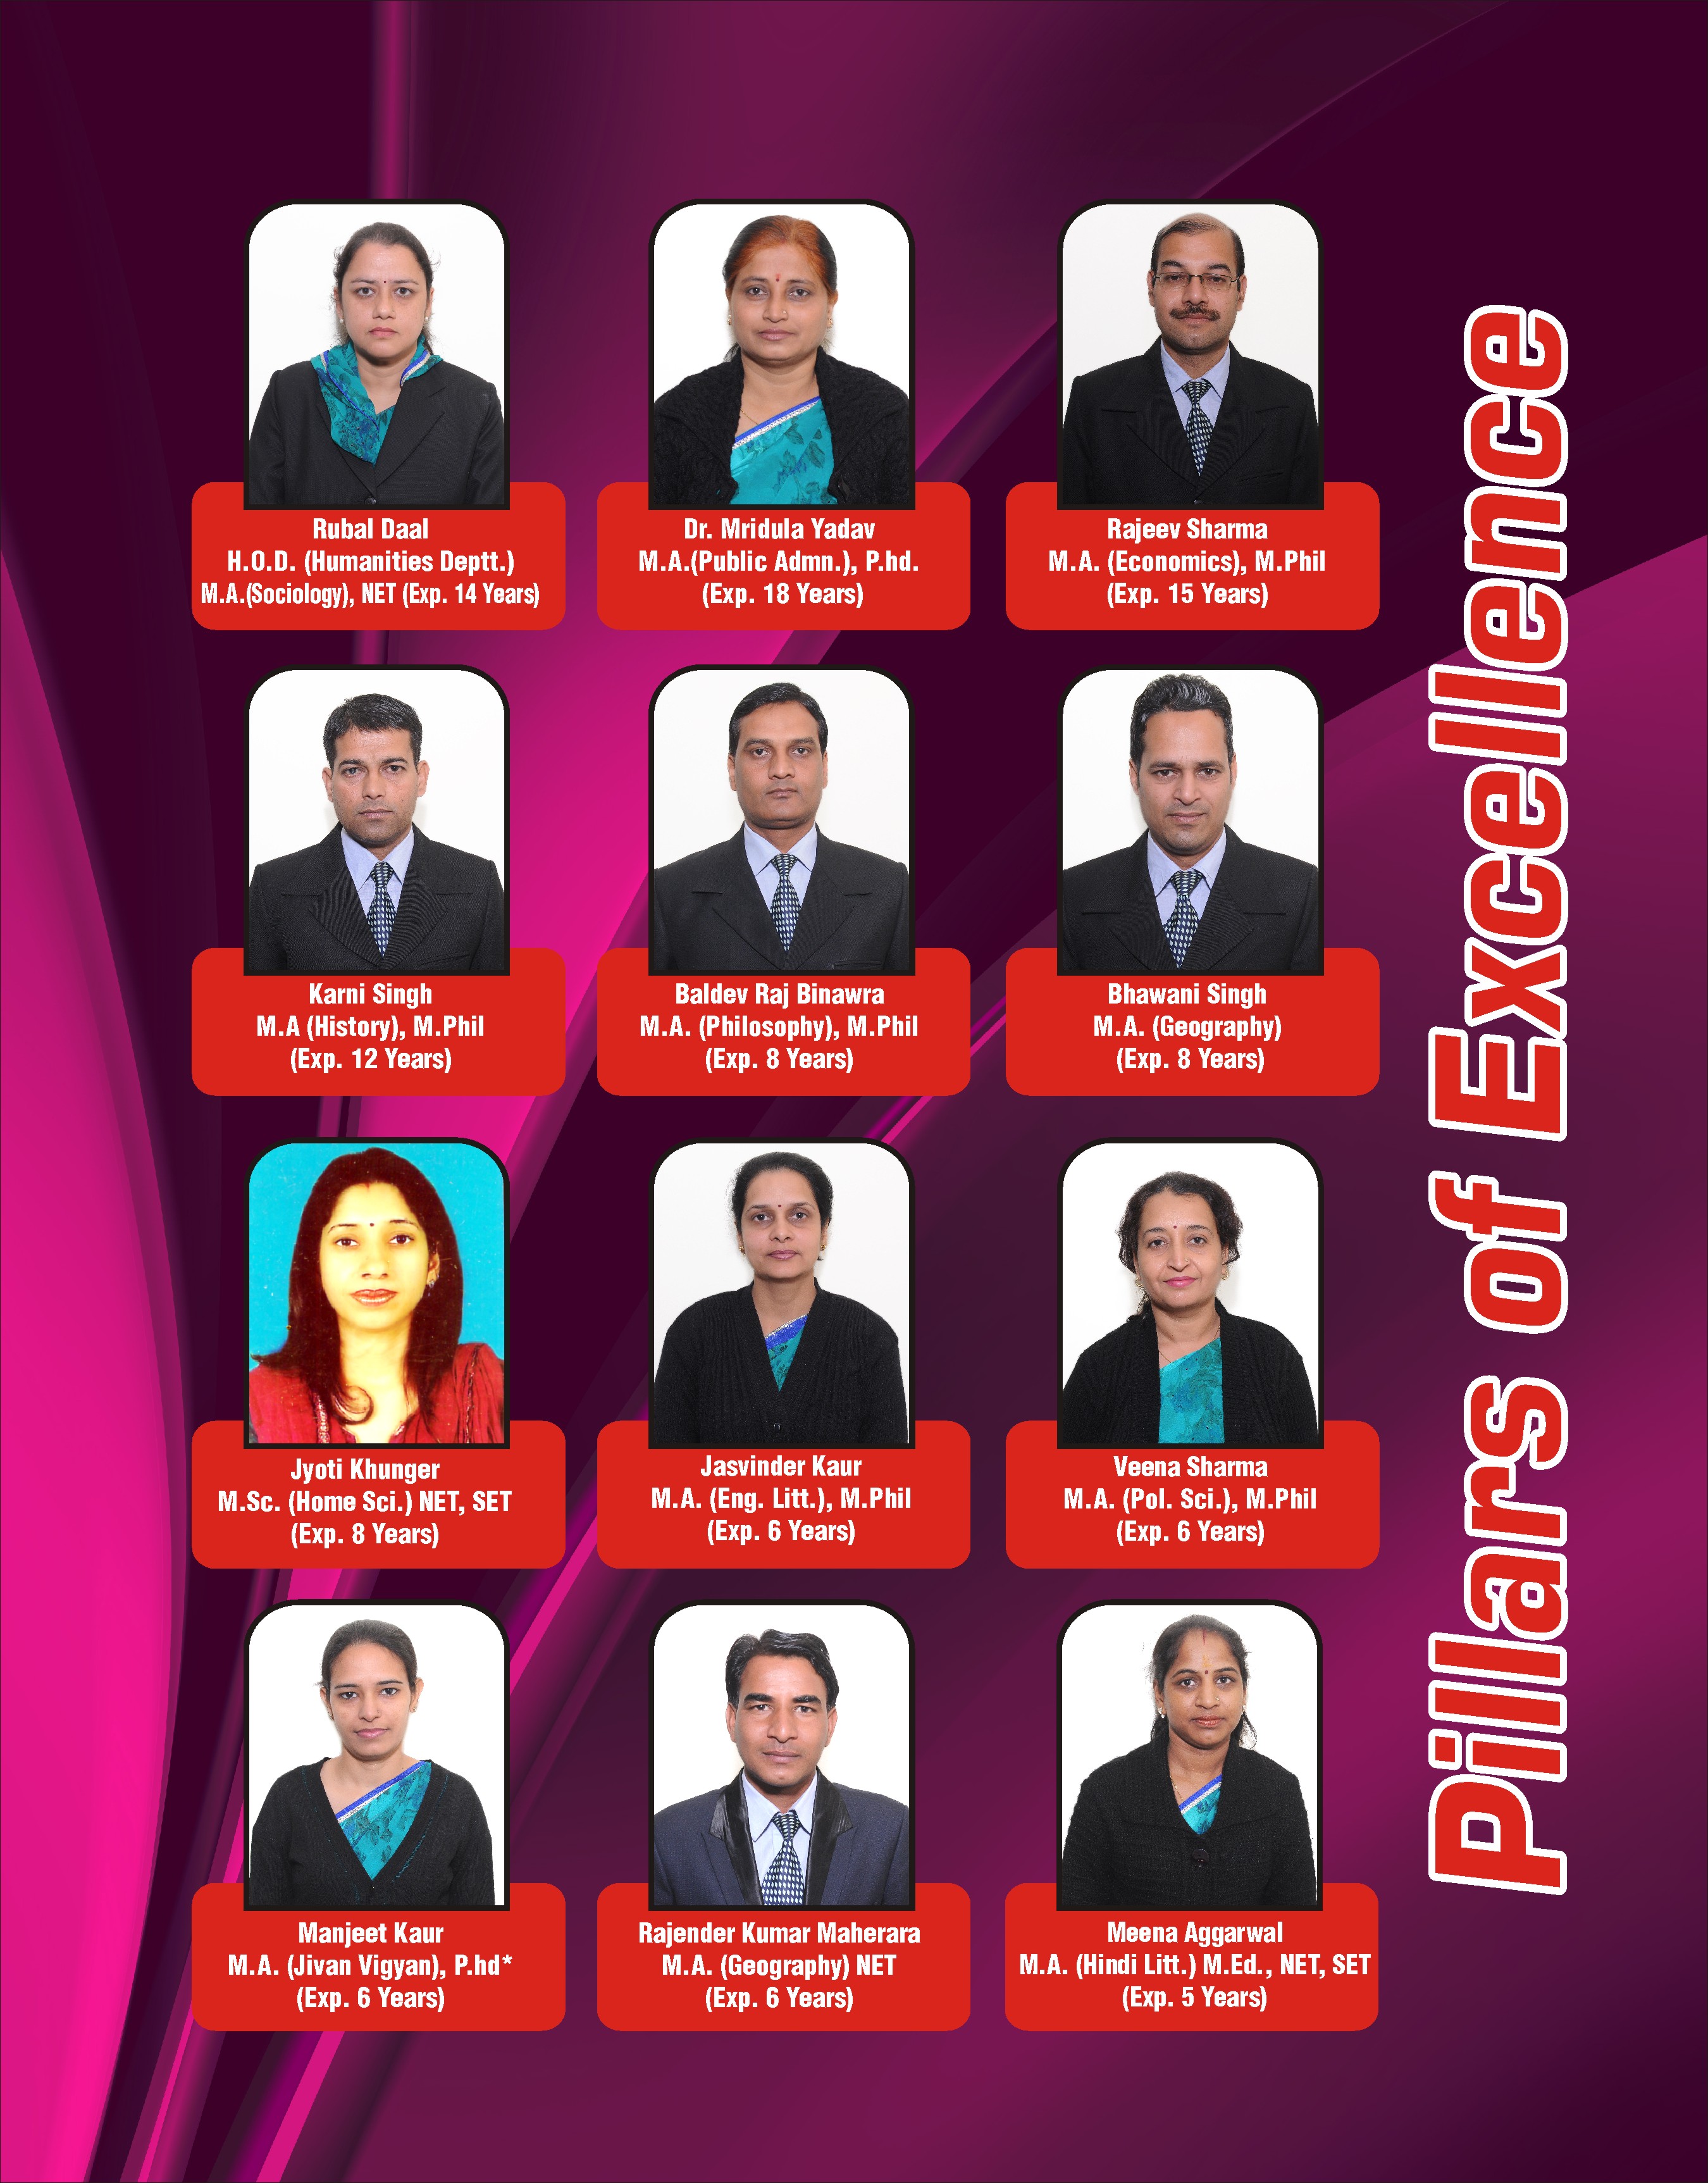 Rubal Daal
H.O.D. (Humanities Deptt.)
M.A.(Sociology), NET (Exp. 14 Years)
Dr. Mridula Yadav
M.A.(Public Admn.), P.hd.
(Exp. 18 Years)
Rajeev Sharma
M.A. (Economics), M.Phil
(Exp. 15 Years)
Karni Singh
M.A (History), M.Phil
(Exp. 12 Years)
Baldev Raj Binawra
M.A. (Philosophy), M.Phil
(Exp. 8 Years)
Bhawani Singh
M.A. (Geography)
(Exp. 8 Years)
Jyoti Khunger
M.Sc. (Home Sci.) NET, SET
(Exp. 8 Years)
Jasvinder Kaur
M.A. (Eng. Litt.), M.Phil
(Exp. 6 Years)
Veena Sharma
M.A. (Pol. Sci.), M.Phil
(Exp. 6 Years)
Manjeet Kaur
M.A. (Jivan Vigyan), P.hd*
(Exp. 6 Years)
Rajender Kumar Maherara
M.A. (Geography) NET
(Exp. 6 Years)
Meena Aggarwal
M.A. (Hindi Litt.) M.Ed., NET, SET
(Exp. 5 Years)
Pillars of Excellence